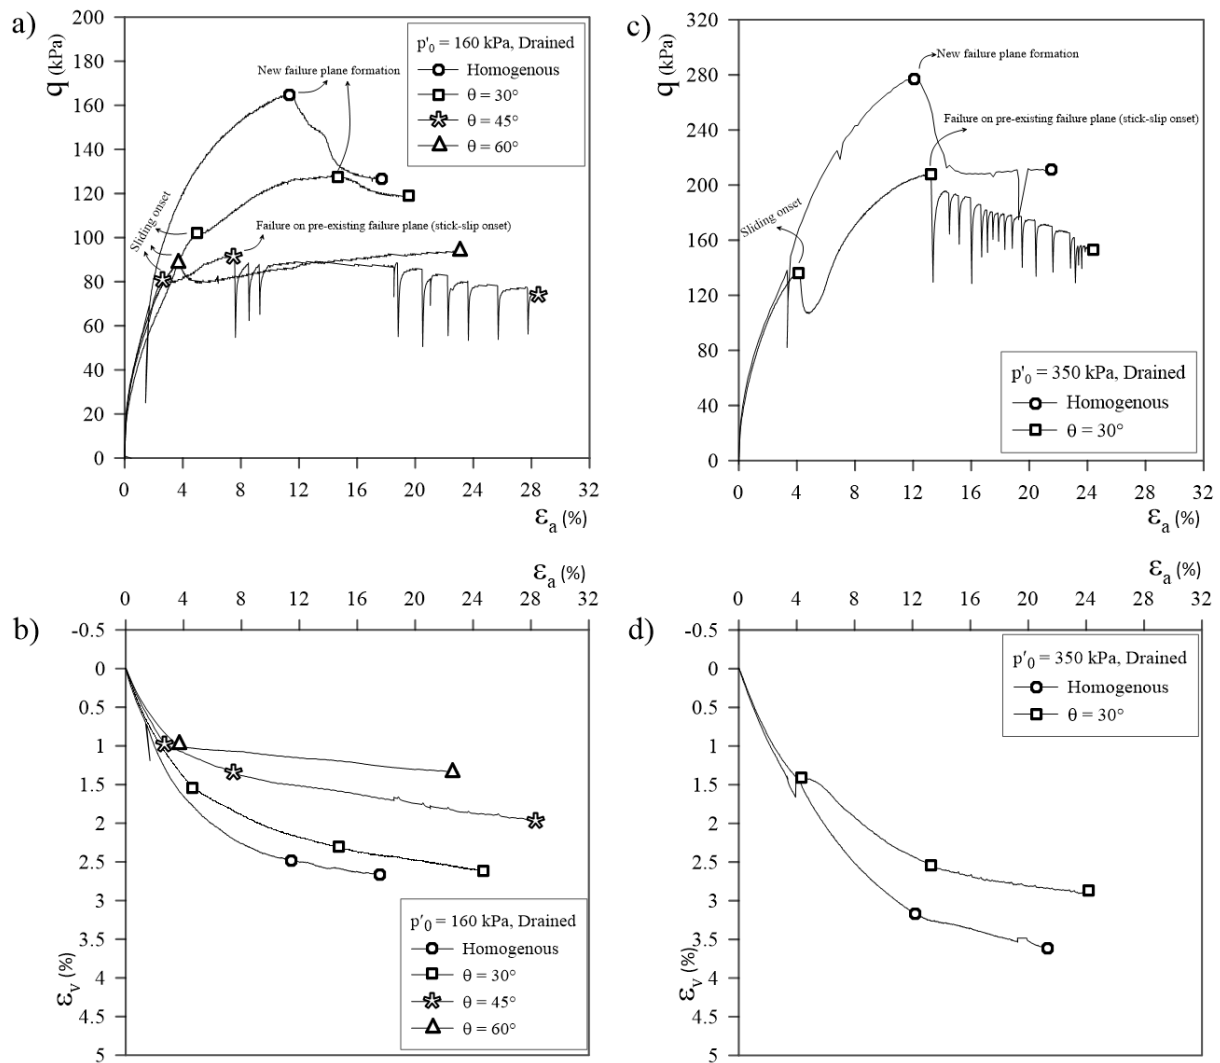 a)
q (kPa)
200
180
160
140
120
100
80
60
40
20
0
p'0 = 160 kPa, Drained
Homogenous
θ = 30°
θ = 45°
θ = 60°
New failure plane formation
Sliding onset
Failure on pre-existing failure plane (stick-slip onset)
0 4 8 12 16 20 24 28 32
εa (%)
c)
q (kPa)
320
280
240
200
160
120
80
40
0
New failure plane formation
Failure on pre-existing failure plane (stick-slip onset)
Sliding onset
p'0 = 350 kPa, Drained
Homogenous
θ = 30°
0 4 8 12 16 20 24 28 32
εa (%)
b)
εa (%)
0 4 8 12 16 20 24 28 32
-0.5
0
0.5
1
1.5
2
2.5
3
3.5
4
4.5
5
εv (%)
p'0 = 160 kPa, Drained
Homogenous
θ = 30°
θ = 45°
θ = 60°
d)
εa (%)
0 4 8 12 16 20 24 28 32
-0.5
0
0.5
1
1.5
2
2.5
3
3.5
4
4.5
5
εv (%)
p'0 = 350 kPa, Drained
Homogenous
θ = 30°